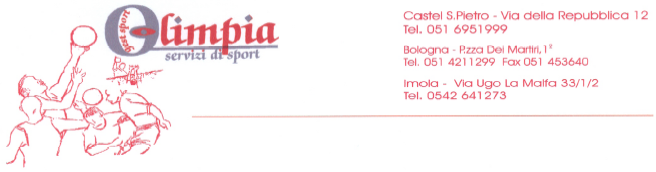 gest sport
Olimpia
servizi di sport
Castel S.Pietro - Via della Repubblica 12
Tel. 051 6951999
Bologna - P.zza Dei Martiri, 1°
Tel. 051 4211299 Fax 051 453640
Imola - Via Ugo La Malfa 33/1/2
Tel. 0542 641273